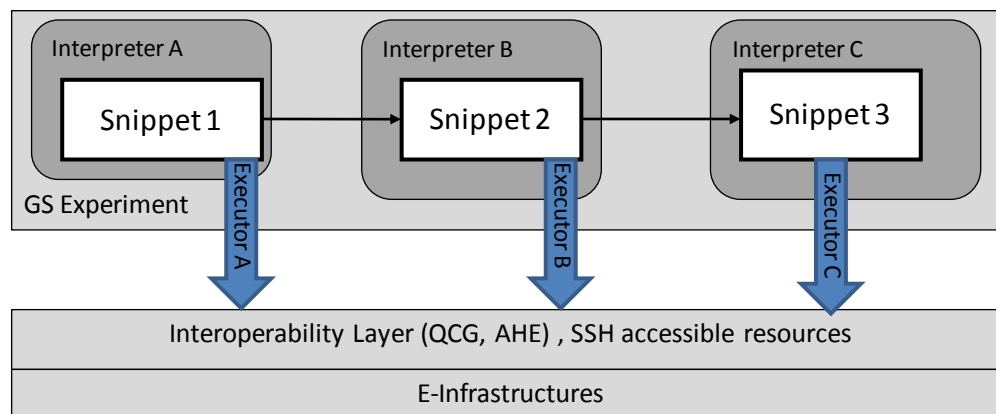 Interpreter A
Interpreter B
Interpreter C
Snippet 1
Snippet 2
Snippet 3
Executor A
Executor B
Executor C
GS Experiment
Interoperability Layer (QCG, AHE) , SSH accessible resources
E-Infrastructures